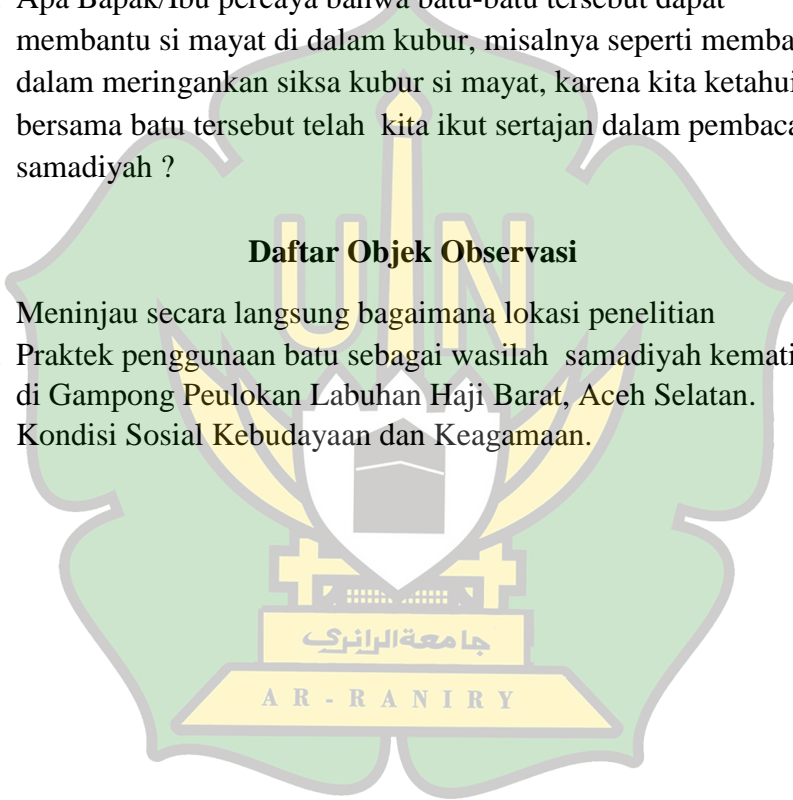 Apa Bapak/Ibu percaya bahwa batu-batu tersebut dapat
membantu si mayat di dalam kubur, misalnya seperti memba
dalam meringankan siksa kubur si mayat, karena kita ketahui
bersama batu tersebut telah kita ikut sertajan dalam pembaca
samadiyah ?
UIN
Daftar Objek Observasi
Meninjau secara langsung bagaimana lokasi penelitian
Praktek penggunaan batu sebagai wasilah samadiyah kemati
di Gampong Peulokan Labuhan Haji Barat, Aceh Selatan.
Kondisi Sosial Kebudayaan dan Keagamaan.
جامعة الرانري
AR-RANIRY